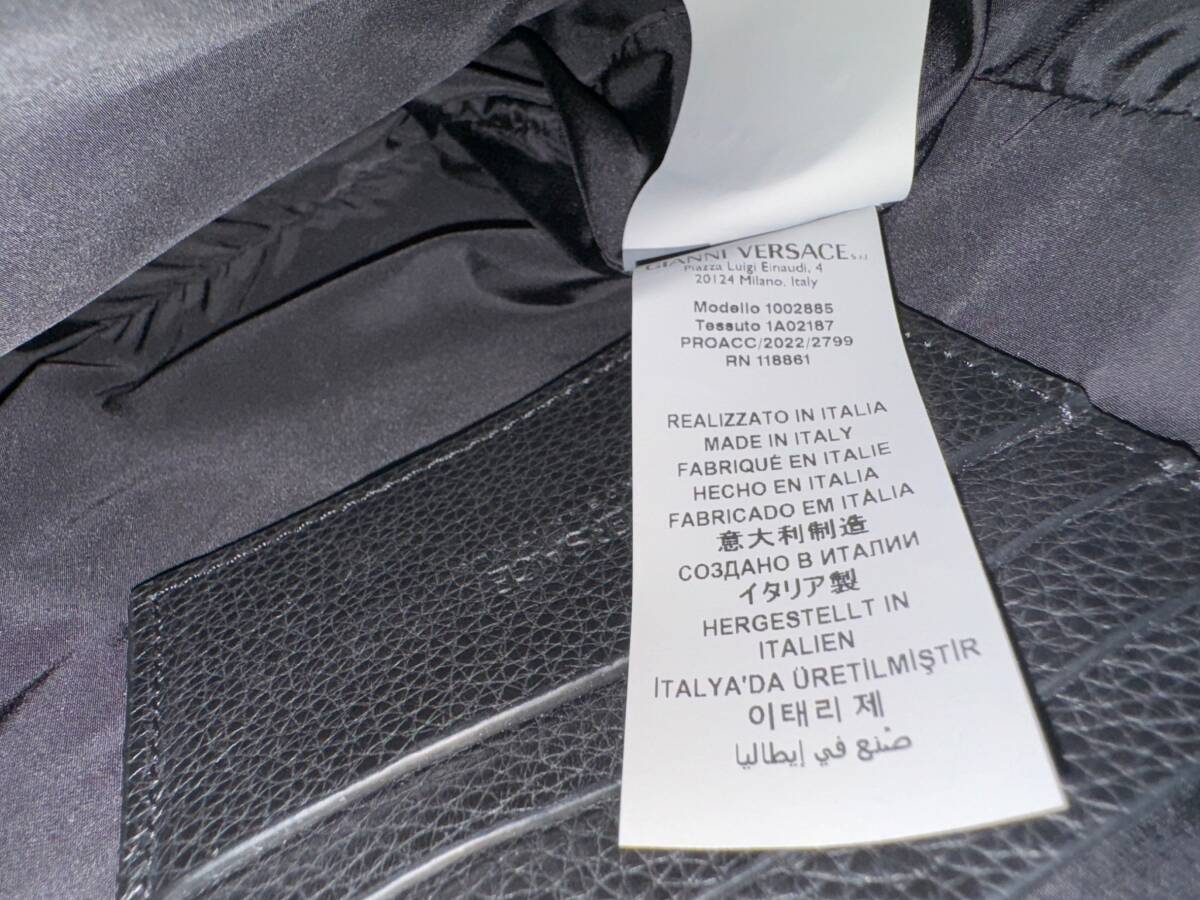 GIANNI VERSACE S.r.l.
Piazza Luigi Einaudi, 4
20124 Milano, Italy
Modello 1002885
Tessuto 1A02187
PROACC/2022/2799
RN 118861
REALIZZATO IN ITALIA
MADE IN ITALY
FABRIQUÉ EN ITALIE
HECHO EN ITALIA
FABRICADO EM ITÀLIA
意大利制造
СОЗДАНО В ИТАЛИИ
イタリア製
HERGESTELLT IN
ITALIEN
İTALYA'DA ÜRETİLMİŞTİR
이태리 제
صُنع في إيطاليا